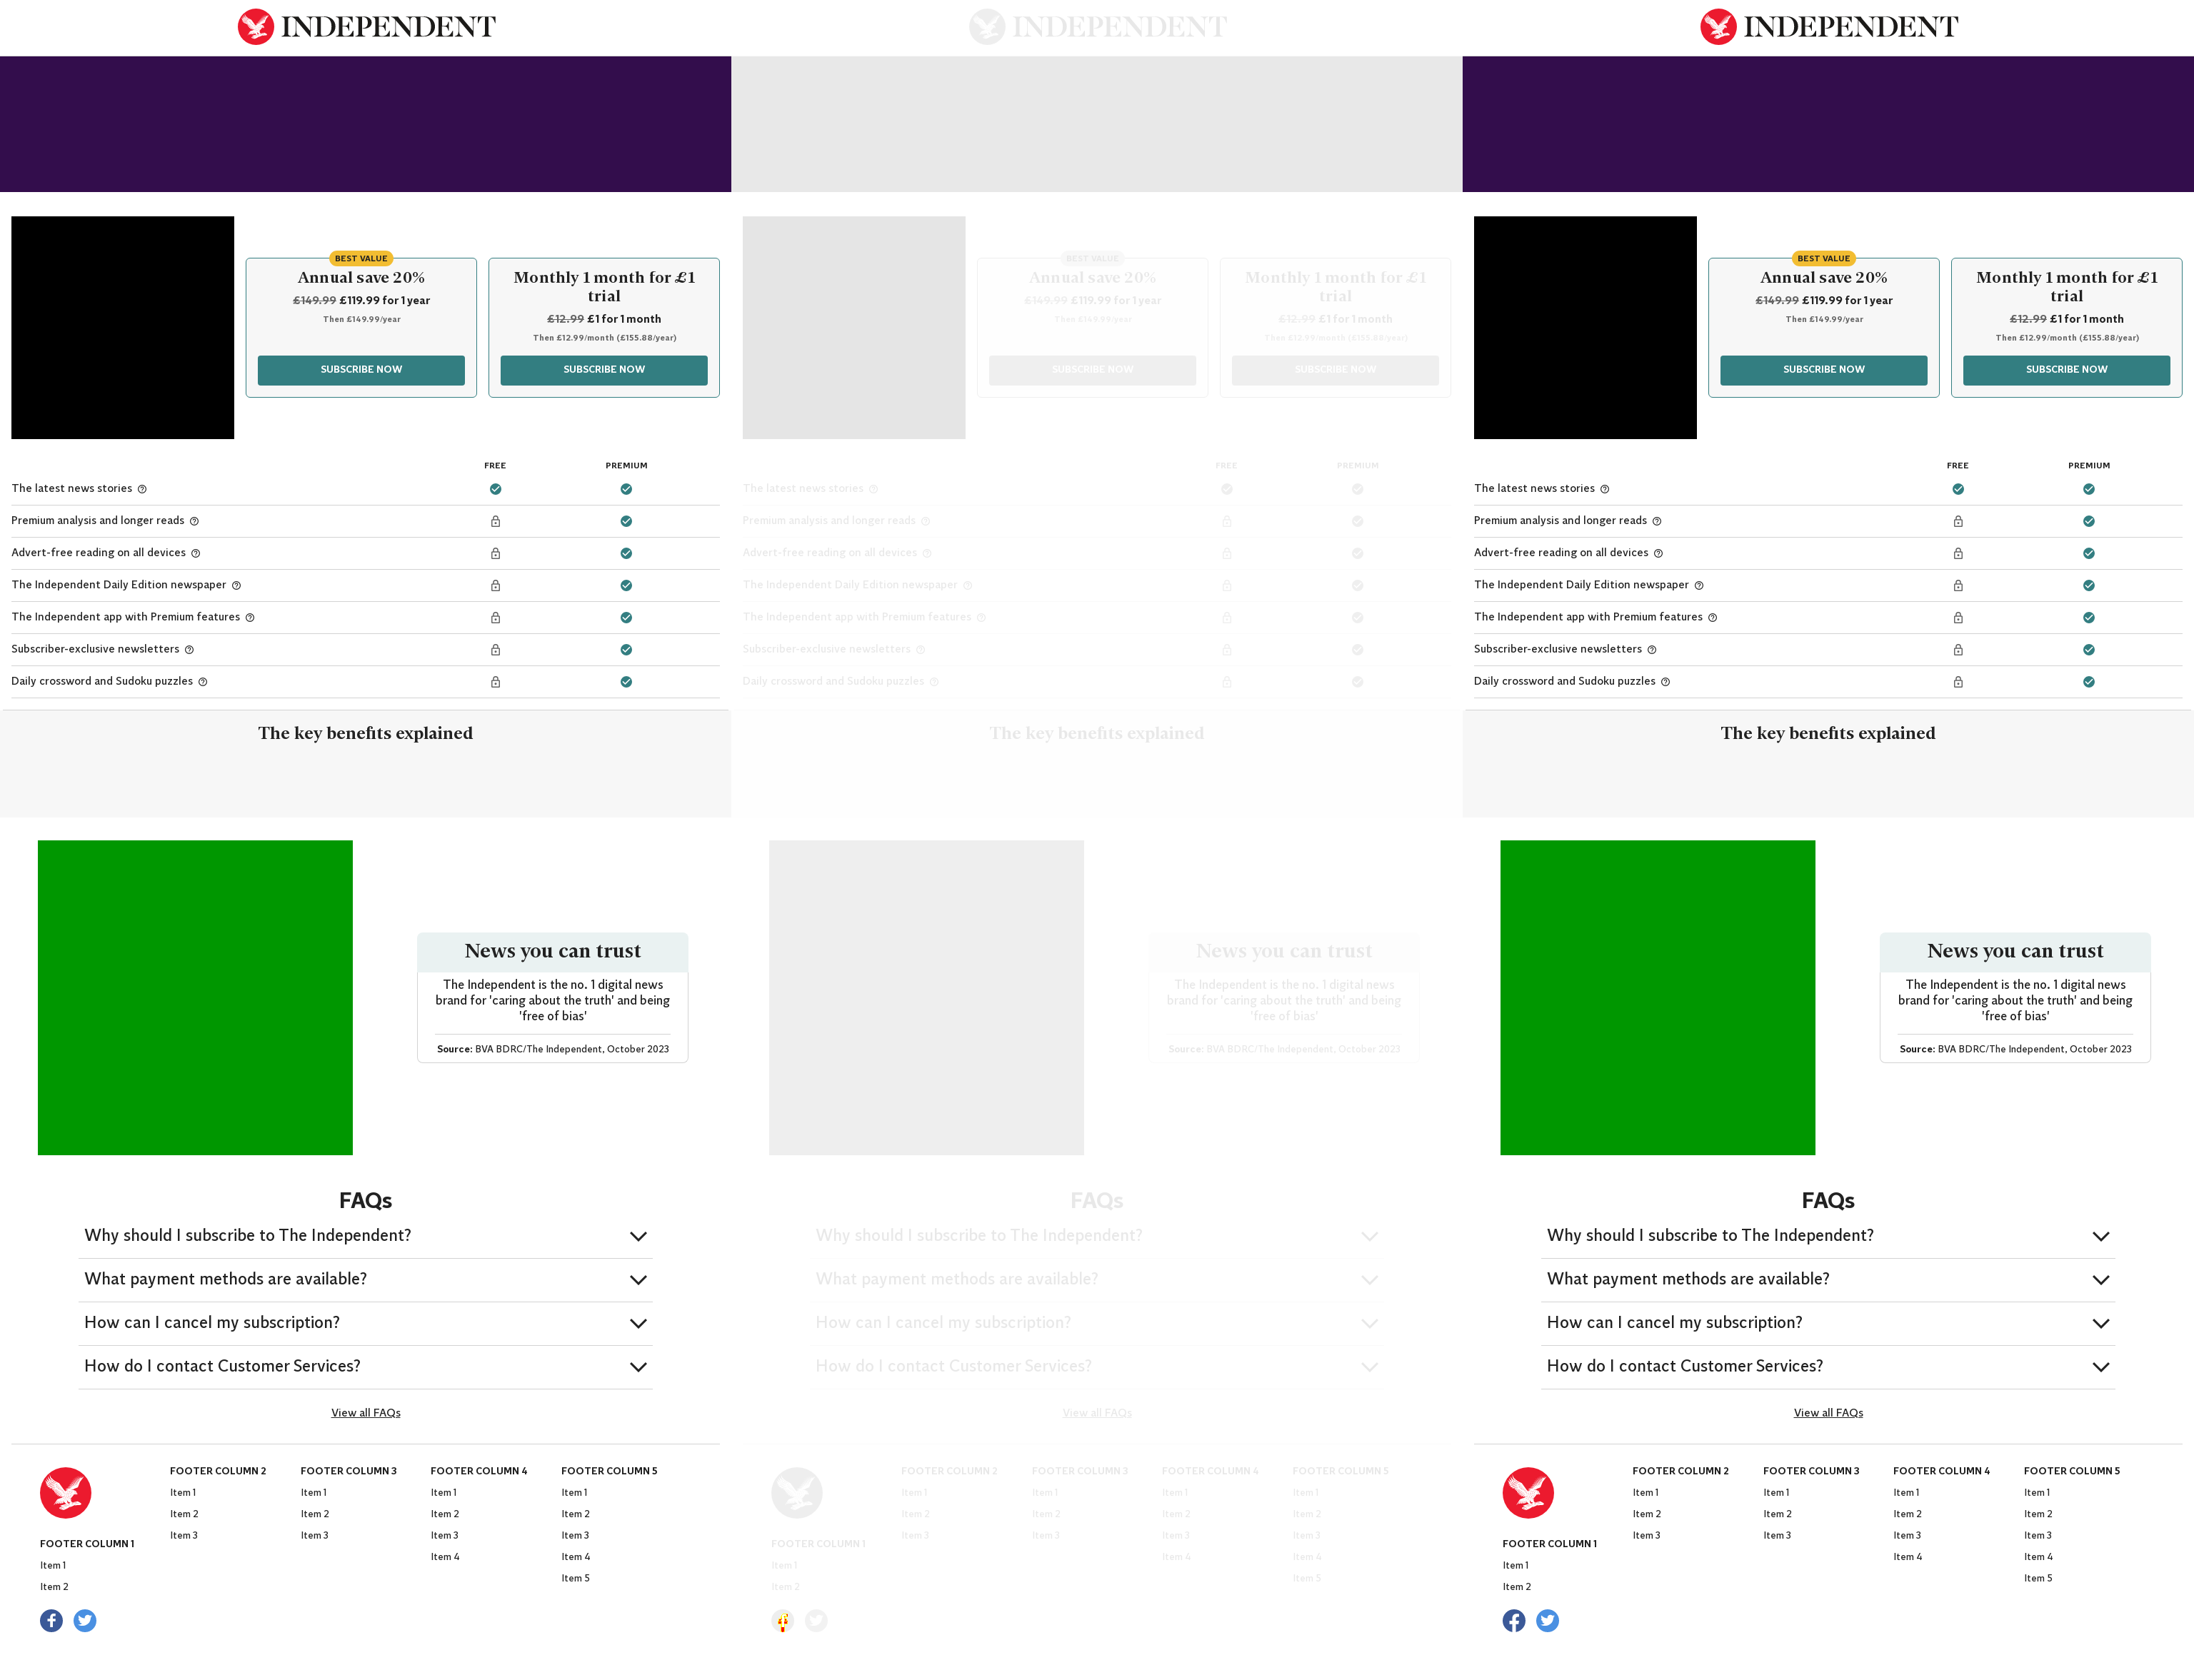 INDEPENDENT
BEST VALUE
Annual save 20%
£149.99 £119.99 for 1 year
Then £149.99/year
SUBSCRIBE NOW
Monthly 1 month for £1
trial
£12.99 £1 for 1 month
Then £12.99/month (£155.88/year)
SUBSCRIBE NOW
FREE PREMIUM
The latest news stories
Premium analysis and longer reads
Advert-free reading on all devices
The Independent Daily Edition newspaper
The Independent app with Premium features
Subscriber-exclusive newsletters
Daily crossword and Sudoku puzzles
The key benefits explained
News you can trust
The Independent is the no. 1 digital news
brand for 'caring about the truth' and being
'free of bias'
Source: BVA BDRC/The Independent, October 2023
FAQs
Why should I subscribe to The Independent?
What payment methods are available?
How can I cancel my subscription?
How do I contact Customer Services?
View all FAQs
FOOTER COLUMN 1
Item 1
Item 2
FOOTER COLUMN 2
Item 1
Item 2
Item 3
FOOTER COLUMN 3
Item 1
Item 2
Item 3
FOOTER COLUMN 4
Item 1
Item 2
Item 3
Item 4
FOOTER COLUMN 5
Item 1
Item 2
Item 3
Item 4
Item 5
INDEPENDENT
BEST VALUE
Annual save 20%
£149.99 £119.99 for 1 year
Then £149.99/year
SUBSCRIBE NOW
Monthly 1 month for £1
trial
£12.99 £1 for 1 month
Then £12.99/month (£155.88/year)
SUBSCRIBE NOW
FREE PREMIUM
The latest news stories
Premium analysis and longer reads
Advert-free reading on all devices
The Independent Daily Edition newspaper
The Independent app with Premium features
Subscriber-exclusive newsletters
Daily crossword and Sudoku puzzles
The key benefits explained
News you can trust
The Independent is the no. 1 digital news
brand for 'caring about the truth' and being
'free of bias'
Source: BVA BDRC/The Independent, October 2023
FAQs
Why should I subscribe to The Independent?
What payment methods are available?
How can I cancel my subscription?
How do I contact Customer Services?
View all FAQs
FOOTER COLUMN 1
Item 1
Item 2
FOOTER COLUMN 2
Item 1
Item 2
Item 3
FOOTER COLUMN 3
Item 1
Item 2
Item 3
FOOTER COLUMN 4
Item 1
Item 2
Item 3
Item 4
FOOTER COLUMN 5
Item 1
Item 2
Item 3
Item 4
Item 5
INDEPENDENT
BEST VALUE
Annual save 20%
£149.99 £119.99 for 1 year
Then £149.99/year
SUBSCRIBE NOW
Monthly 1 month for £1
trial
£12.99 £1 for 1 month
Then £12.99/month (£155.88/year)
SUBSCRIBE NOW
FREE PREMIUM
The latest news stories
Premium analysis and longer reads
Advert-free reading on all devices
The Independent Daily Edition newspaper
The Independent app with Premium features
Subscriber-exclusive newsletters
Daily crossword and Sudoku puzzles
The key benefits explained
News you can trust
The Independent is the no. 1 digital news
brand for 'caring about the truth' and being
'free of bias'
Source: BVA BDRC/The Independent, October 2023
FAQs
Why should I subscribe to The Independent?
What payment methods are available?
How can I cancel my subscription?
How do I contact Customer Services?
View all FAQs
FOOTER COLUMN 1
Item 1
Item 2
FOOTER COLUMN 2
Item 1
Item 2
Item 3
FOOTER COLUMN 3
Item 1
Item 2
Item 3
FOOTER COLUMN 4
Item 1
Item 2
Item 3
Item 4
FOOTER COLUMN 5
Item 1
Item 2
Item 3
Item 4
Item 5